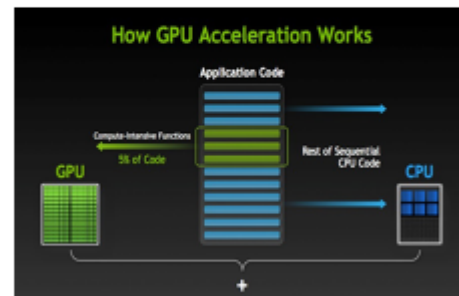 How GPU Acceleration Works
Application Code
Compute-Intensive Functions
5% of Code
GPU
Rest of Sequential
CPU Code
CPU
+